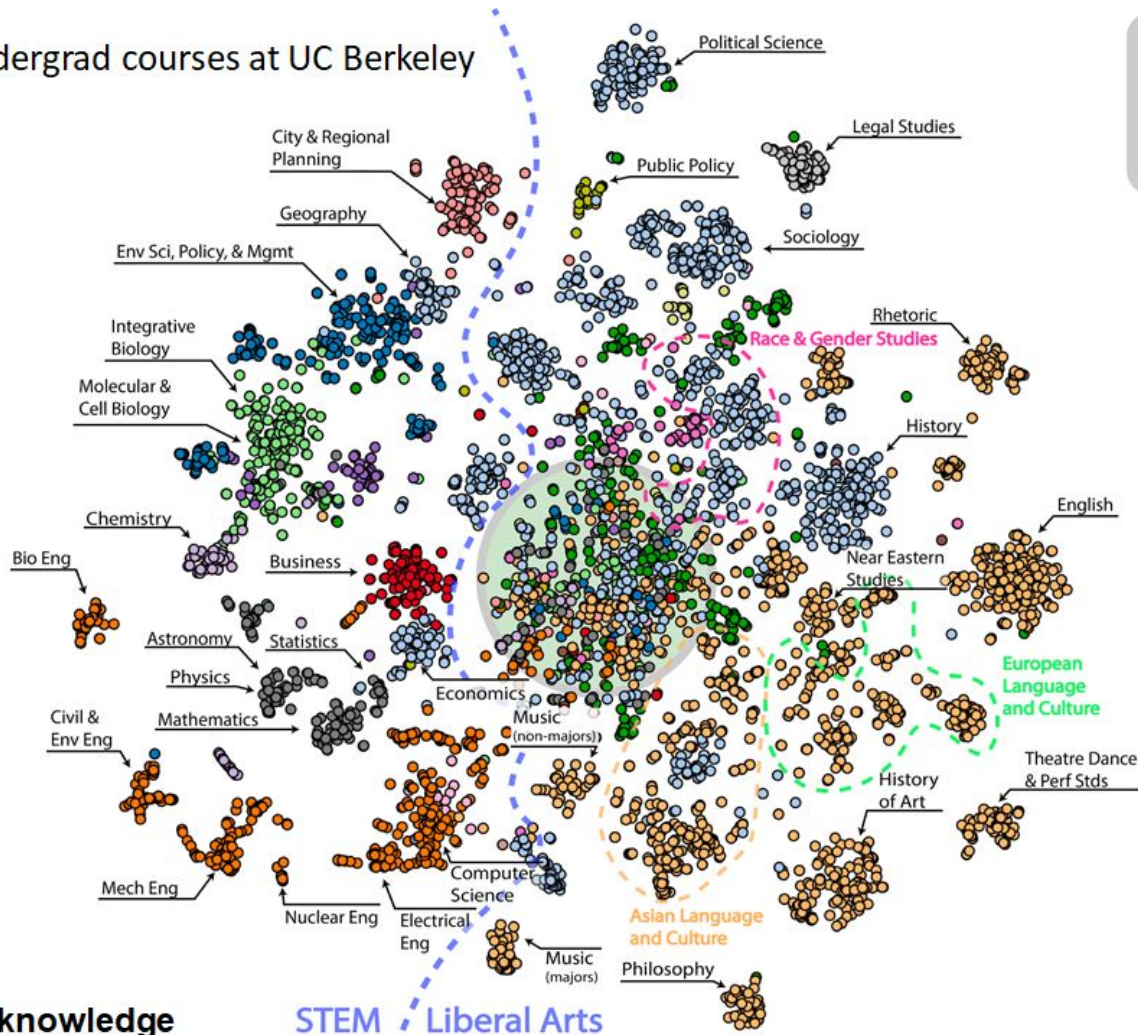 dergrad courses at UC Berkeley
Political Science
Legal Studies
City & Regional
Planning
Public Policy
Geography
Sociology
Env Sci, Policy, & Mgmt
Rhetoric
Integrative
Biology
Race & Gender Studies
Molecular &
Cell Biology
History
English
Chemistry
Near Eastern
Studies
Bio Eng
Business
Astronomy
Statistics
Physics
Economics
European
Language
and Culture
Civil &
Env Eng
Mathematics
Music
(non-majors)
Theatre Dance
& Perf Stds
History
of Art
Computer
Science
Mech Eng
Nuclear Eng
Electrical
Eng
Asian Language
and Culture
Music
(majors)
Philosophy
knowledge
STEM
Liberal Arts